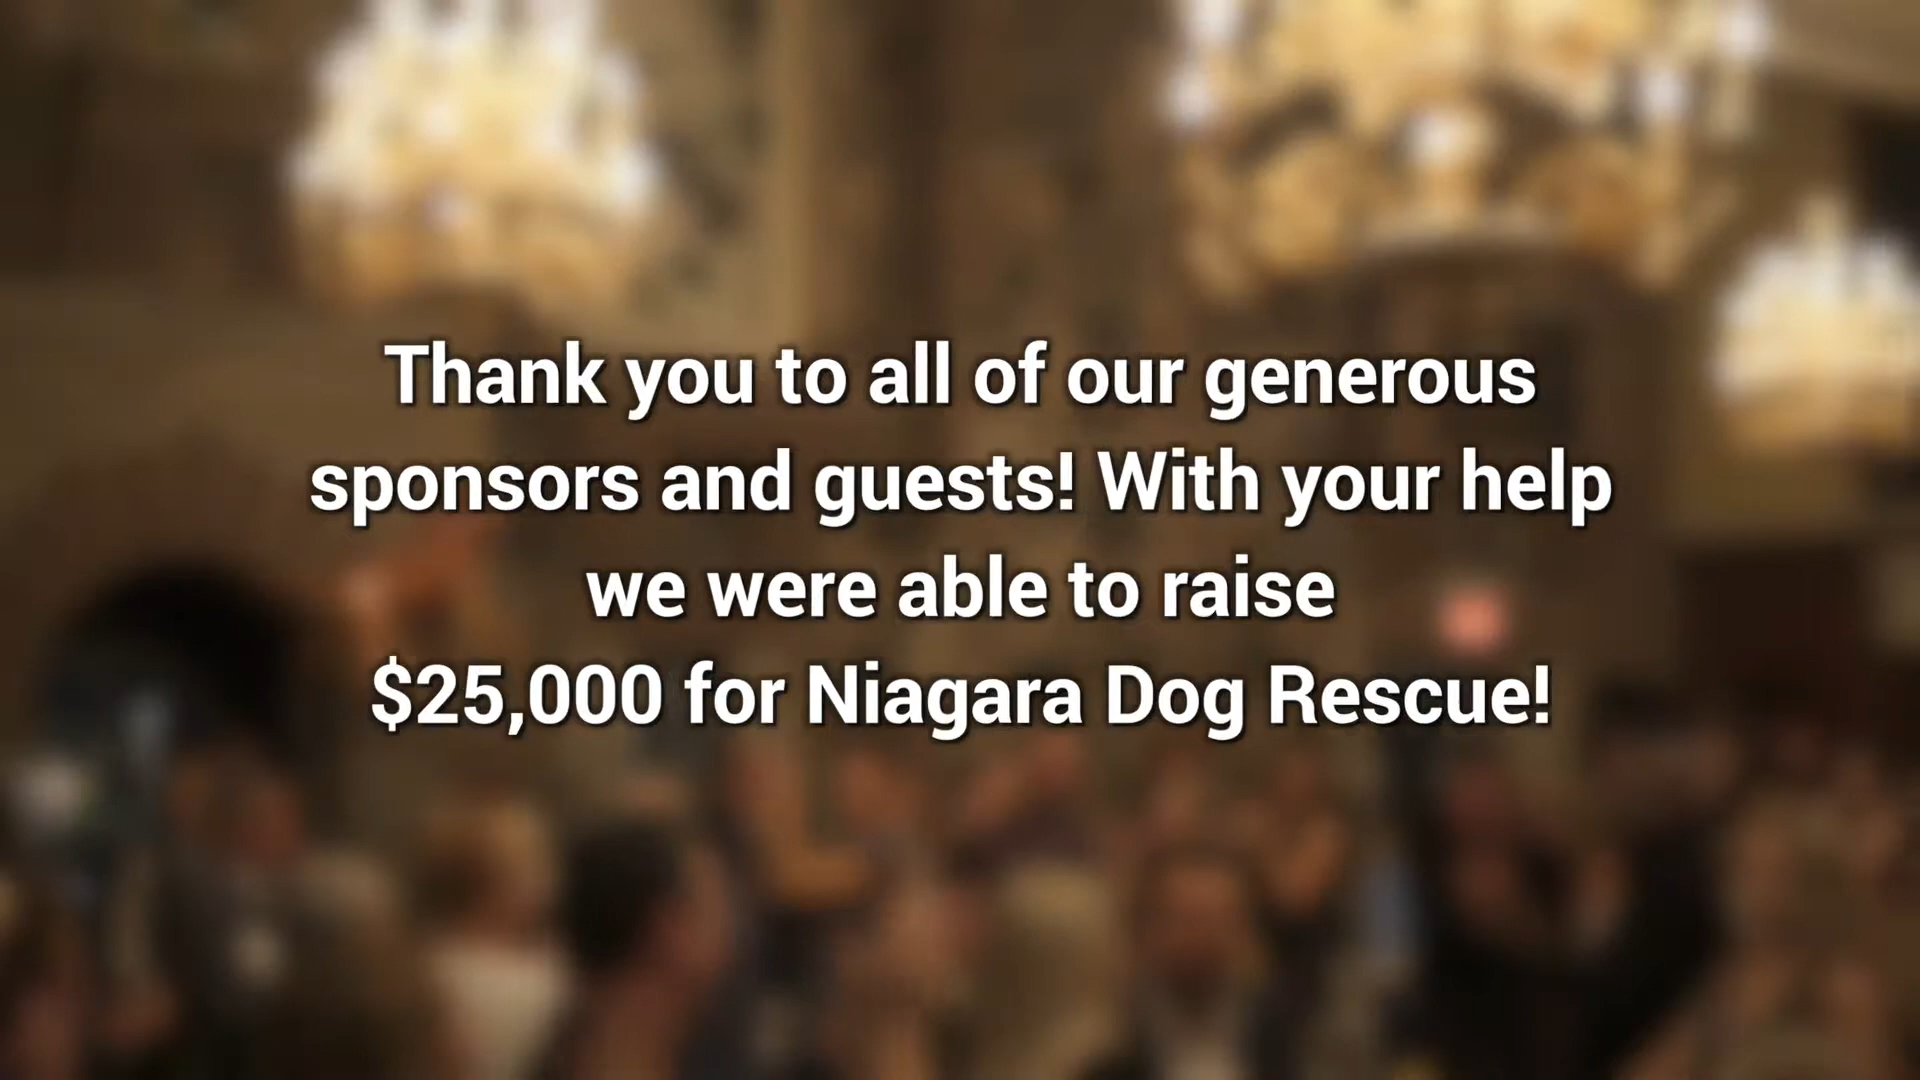 Thank you to all of our generous
sponsors and guests! With your help
we were able to raise
$25,000 for Niagara Dog Rescue!